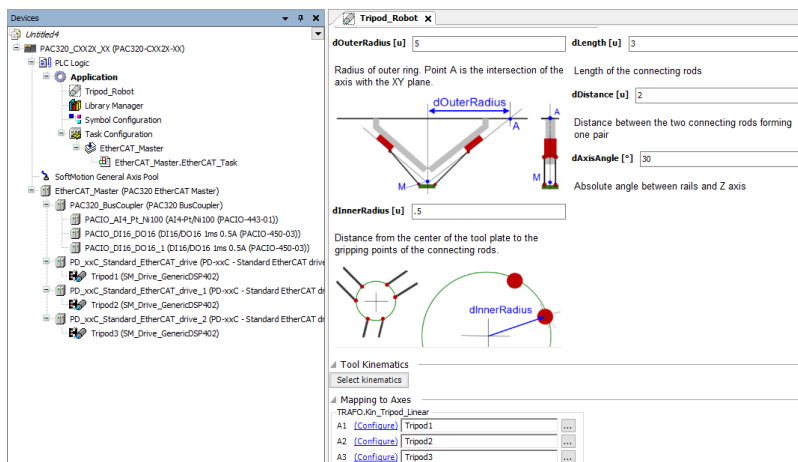 Devices
Untitled4
PAC320_CXX2X_XX (PAC320-CXX2X-XX)
PLC Logic
Application
Tripod_Robot
Library Manager
Symbol Configuration
Task Configuration
EtherCAT_Master
EtherCAT_Master.EtherCAT_Task
SoftMotion General Axis Pool
EtherCAT_Master (PAC320 EtherCAT Master)
PAC320_BusCoupler (PAC320 EtherCAT BusCoupler)
PACIO_AI4_Pt_Ni100 (AI4-Pt/Ni100 (PACIO-443-01))
PACIO_DI16_DO16 (DI16/DO16 1ms 0.5A (PACIO-450-03))
PACIO_DI16_DO16_1 (DI16/DO16 1ms 0.5A (PACIO-450-03))
PD_xxC_Standard_EtherCAT_drive (PD-xxC - Standard EtherCAT drive
Tripod1 (SM_Drive_GenericDSP402)
PD_xxC_Standard_EtherCAT_drive_1 (PD-xxC - Standard EtherCAT dr
Tripod2 (SM_Drive_GenericDSP402)
PD_xxC_Standard_EtherCAT_drive_2 (PD-xxC - Standard EtherCAT dr
Tripod3 (SM_Drive_GenericDSP402)
Tripod_Robot
dOuterRadius [u] 5
Radius of outer ring. Point A is the intersection of the
axis with the XY plane.
dOuterRadius
A
M
A
M
dInnerRadius [u] .5
Distance from the center of the tool plate to the
gripping points of the connecting rods.
dInnerRadius
dLength [u] 3
Length of the connecting rods
dDistance [u] 2
Distance between the two connecting rods forming
one pair
dAxisAngle [°] 30
Absolute angle between rails and Z axis
Tool Kinematics
Select kinematics
Mapping to Axes
TRAFO.Kin_Tripod_Linear
A1 (Configure) Tripod1 ...
A2 (Configure) Tripod2 ...
A3 (Configure) Tripod3 ...